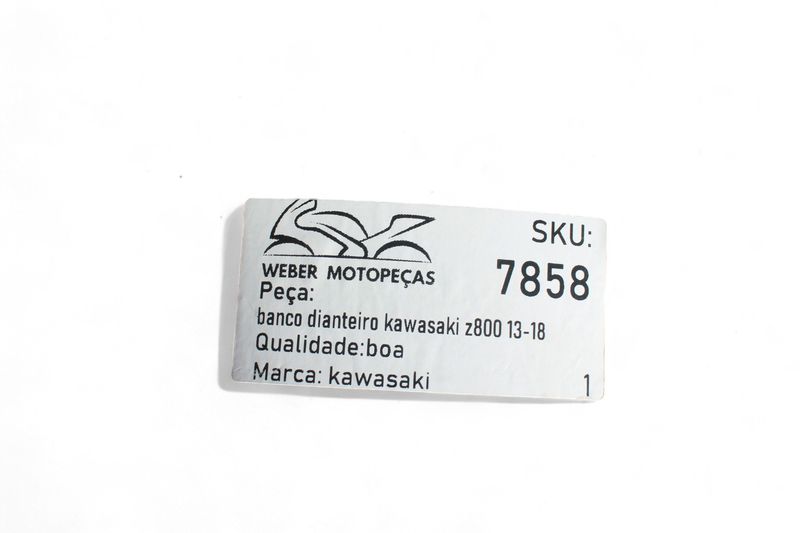 WEBER MOTOPEÇAS
SKU:
7858
Peça:
banco dianteiro kawasaki z800 13-18
Qualidade:boa
Marca: kawasaki
1